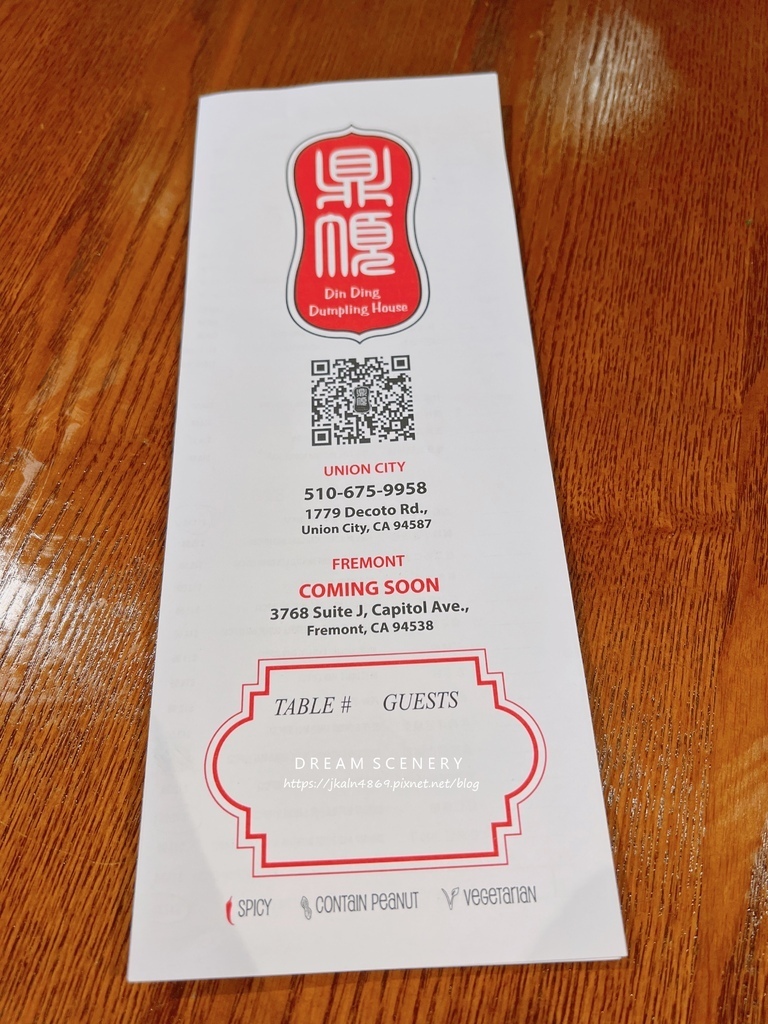 鼎
順
Din Ding
Dumpling House
UNION CITY
510-675-9958
1779 Decoto Rd.,
Union City, CA 94587
FREMONT
COMING SOON
3768 Suite J, Capitol Ave.,
Fremont, CA 94538
TABLE # GUESTS
DREAM SCENERY
https://jkaln4869.pixnet.net/blog
SPICY CONTAIN PEANUT VEGETARIAN